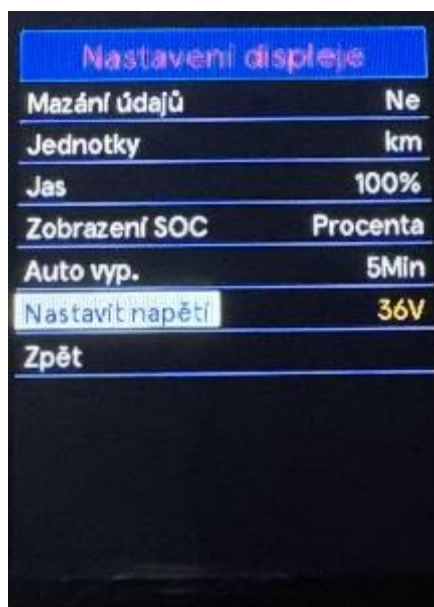 Nastavení displeje
Mazání údajů Ne
Jednotky km
Jas 100%
Zobrazení SOC Procenta
Auto vyp. 5Min
Nastavit napětí 36V
Zpět